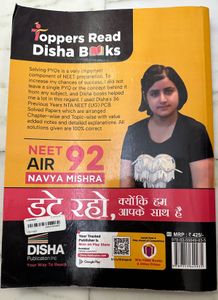 Toppers Read
Disha Books
Solving PYQs is a very important
component of NEET preparation. To
increase my chances of success, I did not
leave a single PYQ or the concept behind it
from any subject, and Disha books helped
me a lot in this regard. I used Disha's 36
Previous Years NTA NEET (UG) PCB
Solved Papers which are arranged
Chapter-wise and Topic-wise with value
added notes and detailed explanations. All
solutions given are 100% correct
NEET
AIR 92
NAVYA MISHRA
डटे रहो, क्योंकि हम
आपके साथ है
DISHA
Publication Inc
Your Way To Reach
Your Trusted
Publisher is
Now on Play Store
Google Play
MRP : ₹ 425/-